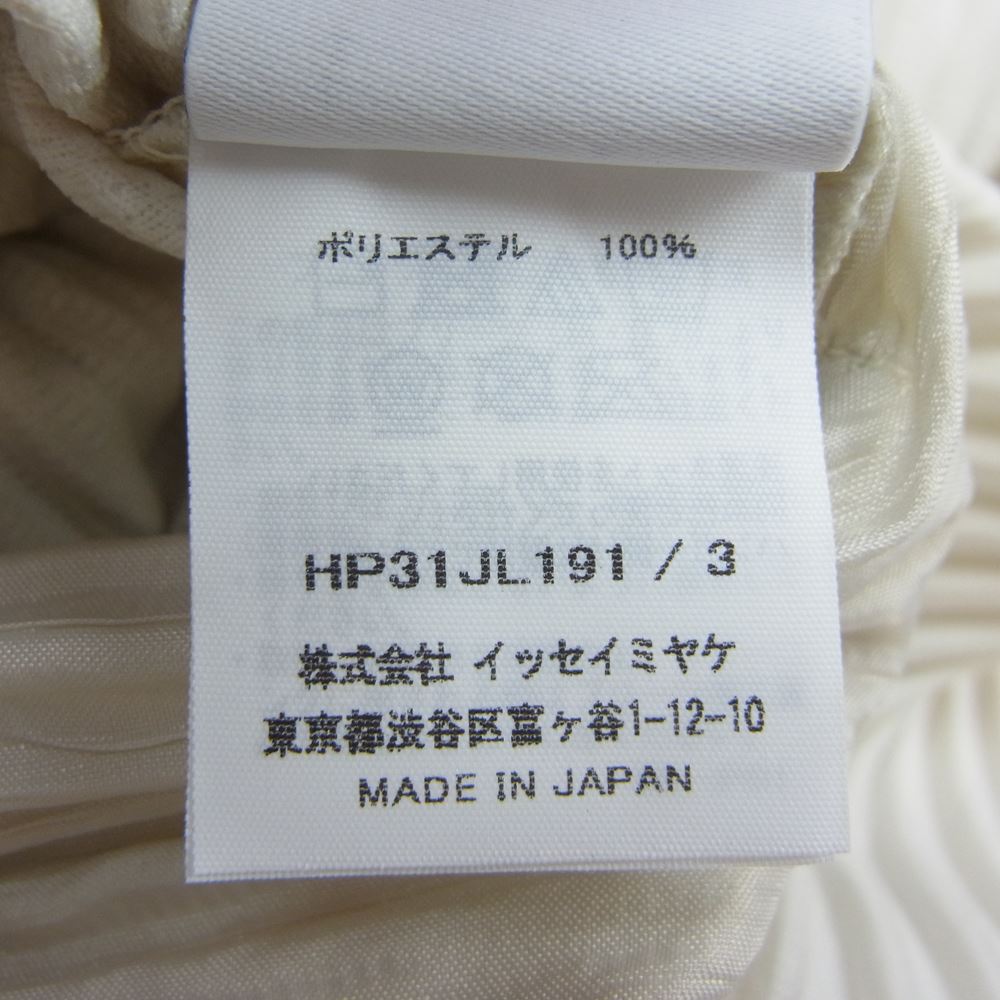 ポリエステル 100%
HP31JL191 / 3
株式会社 イッセイミヤケ
東京都渋谷区富ケ谷1-12-10
MADE IN JAPAN